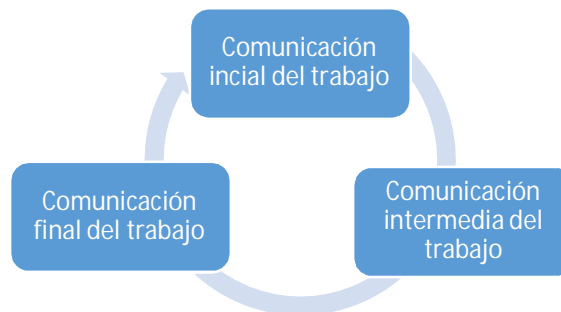 Comunicación
incial del trabajo
Comunicación
intermedia del
trabajo
Comunicación
final del trabajo